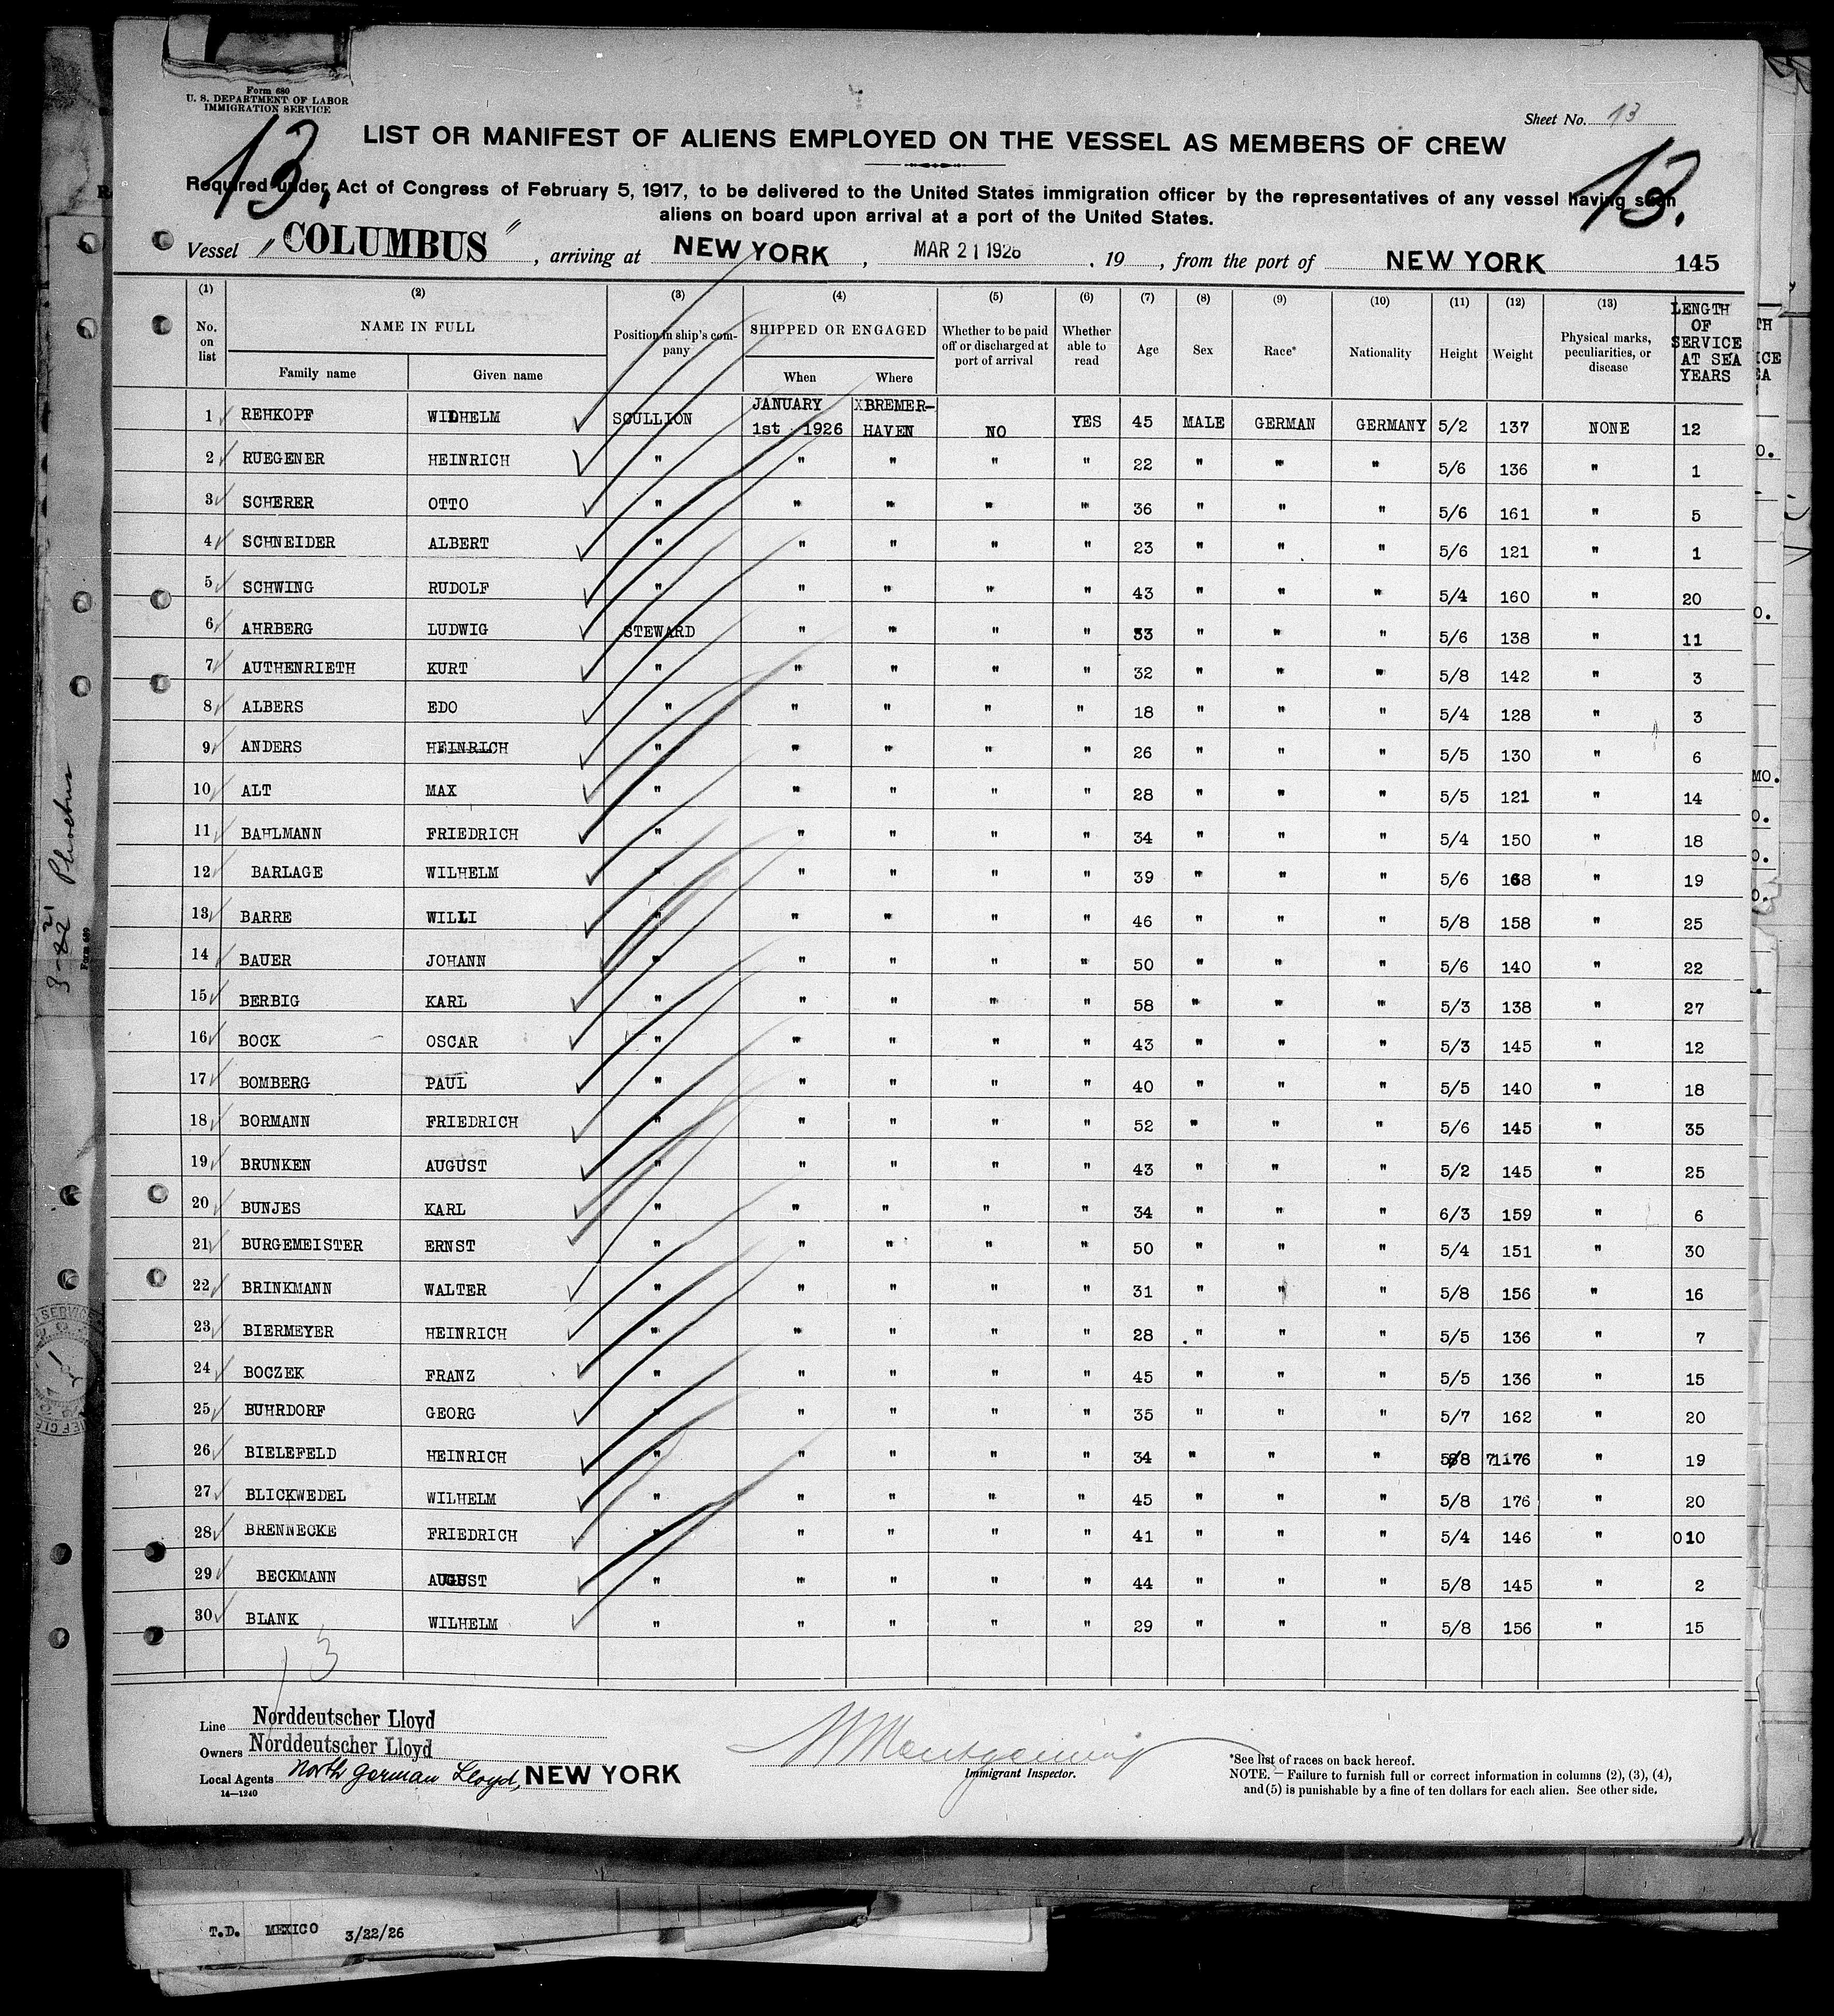 Form 680
U. S. DEPARTMENT OF LABOR
IMMIGRATION SERVICE
Sheet No. 13
13.
13.
LIST OR MANIFEST OF ALIENS EMPLOYED ON THE VESSEL AS MEMBERS OF CREW
Required under Act of Congress of February 5, 1917, to be delivered to the United States immigration officer by the representatives of any vessel having such
aliens on board upon arrival at a port of the United States.
Vessel "COLUMBUS", arriving at NEW YORK, MAR 21 1926, 19, from the port of NEW YORK 145
(1) (2) (3) (4) (5) (6) (7) (8) (9) (10) (11) (12) (13)
No. on list NAME IN FULL Family name Given name Position in ship's company SHIPPED OR ENGAGED When Where Whether to be paid off or discharged at port of arrival Whether able to read Age Sex Race* Nationality Height Weight Physical marks, peculiarities, or disease LENGTH OF SERVICE AT SEA YEARS
1 REHKOPF WILHELM SCULLION JANUARY 1st 1926 XBREMER-HAVEN NO YES 45 MALE GERMAN GERMANY 5/2 137 NONE 12
2 RUEGENER HEINRICH " " " " " 22 " " " 5/6 136 " 1
3 SCHERER OTTO " " " " " 36 " " " 5/6 161 " 5
4 SCHNEIDER ALBERT " " " " " 23 " " " 5/6 121 " 1
5 SCHWING RUDOLF " " " " " 43 " " " 5/4 160 " 20
6 AHRBERG LUDWIG STEWARD " " " " 33 " " " 5/6 138 " 11
7 AUTHENRIETH KURT " " " " " 32 " " " 5/8 142 " 3
8 ALBERS EDO " " " " " 18 " " " 5/4 128 " 3
9 ANDERS HEINRICH " " " " " 26 " " " 5/5 130 " 6
10 ALT MAX " " " " " 28 " " " 5/5 121 " 14
11 BAHLMANN FRIEDRICH " " " " " 34 " " " 5/4 150 " 18
12 BARLAGE WILHELM " " " " " 39 " " " 5/6 168 " 19
13 BARRE WILLI " " " " " 46 " " " 5/8 158 " 25
14 BAUER JOHANN " " " " " 50 " " " 5/6 140 " 22
15 BERBIG KARL " " " " " 58 " " " 5/3 138 " 27
16 BOCK OSCAR " " " " " 43 " " " 5/3 145 " 12
17 BOMBERG PAUL " " " " " 40 " " " 5/5 140 " 18
18 BORMANN FRIEDRICH " " " " " 52 " " " 5/6 145 " 35
19 BRUNKEN AUGUST " " " " " 43 " " " 5/2 145 " 25
20 BUNJES KARL " " " " " 34 " " " 6/3 159 " 6
21 BURGEMEISTER ERNST " " " " " 50 " " " 5/4 151 " 30
22 BRINKMANN WALTER " " " " " 31 " " " 5/8 156 " 16
23 BIERMEYER HEINRICH " " " " " 28 " " " 5/5 136 " 7
24 BOCZEK FRANZ " " " " " 45 " " " 5/5 136 " 15
25 BUHRDORF GEORG " " " " " 35 " " " 5/7 162 " 20
26 BIELEFELD HEINRICH " " " " " 34 " " " 5/8 176 " 19
27 BLICKWEDEL WILHELM " " " " " 45 " " " 5/8 176 " 20
28 BRENNECKE FRIEDRICH " " " " " 41 " " " 5/4 146 " 010
29 BECKMANN AUGUST " " " " " 44 " " " 5/8 145 " 2
30 BLANK WILHELM " " " " " 29 " " " 5/8 156 " 15
13
Line Norddeutscher Lloyd
Owners Norddeutscher Lloyd
Local Agents North German Lloyd, NEW YORK
14—1240
Montgomery
Immigrant Inspector.
*See list of races on back hereof.
NOTE. — Failure to furnish full or correct information in columns (2), (3), (4),
and (5) is punishable by a fine of ten dollars for each alien. See other side.
Phoebus
Form 689
T.D. MEXICO 3/22/26